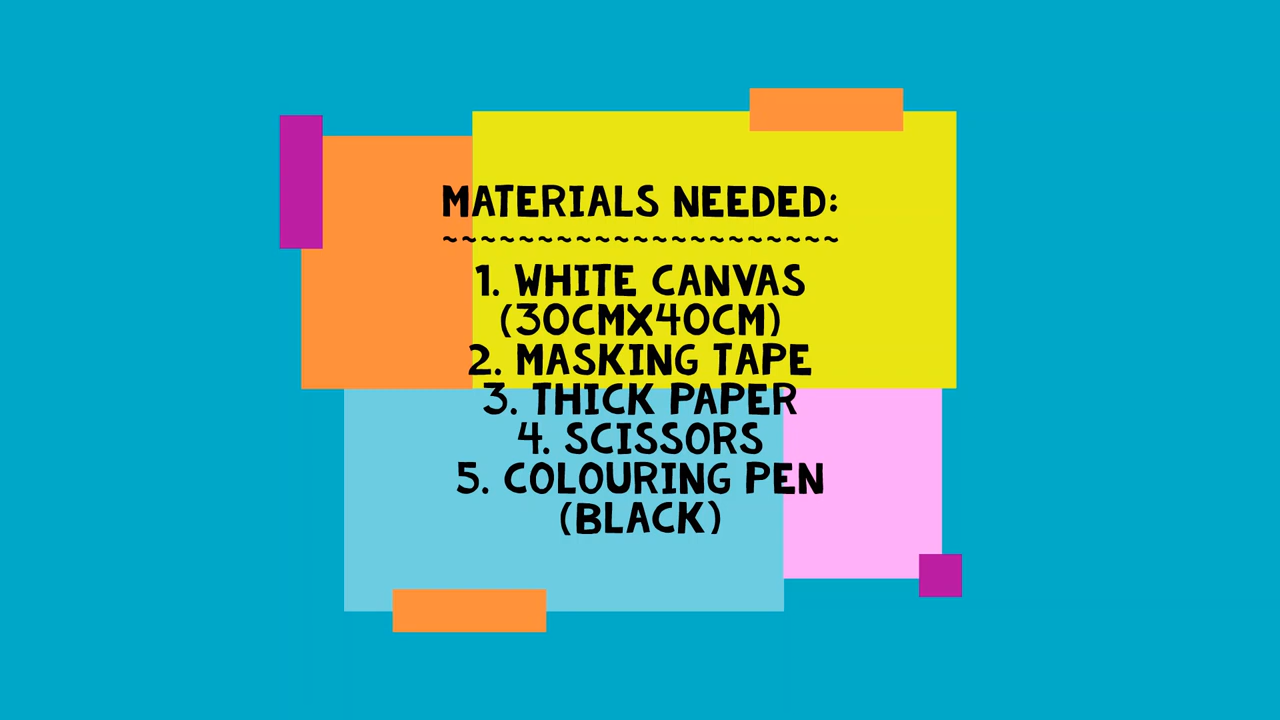 MATERIALS NEEDED:
~~~~~~~~~~~~~~~~~~~~~
1. WHITE CANVAS
(30CMX40CM)
2. MASKING TAPE
3. THICK PAPER
4. SCISSORS
5. COLOURING PEN
(BLACK)